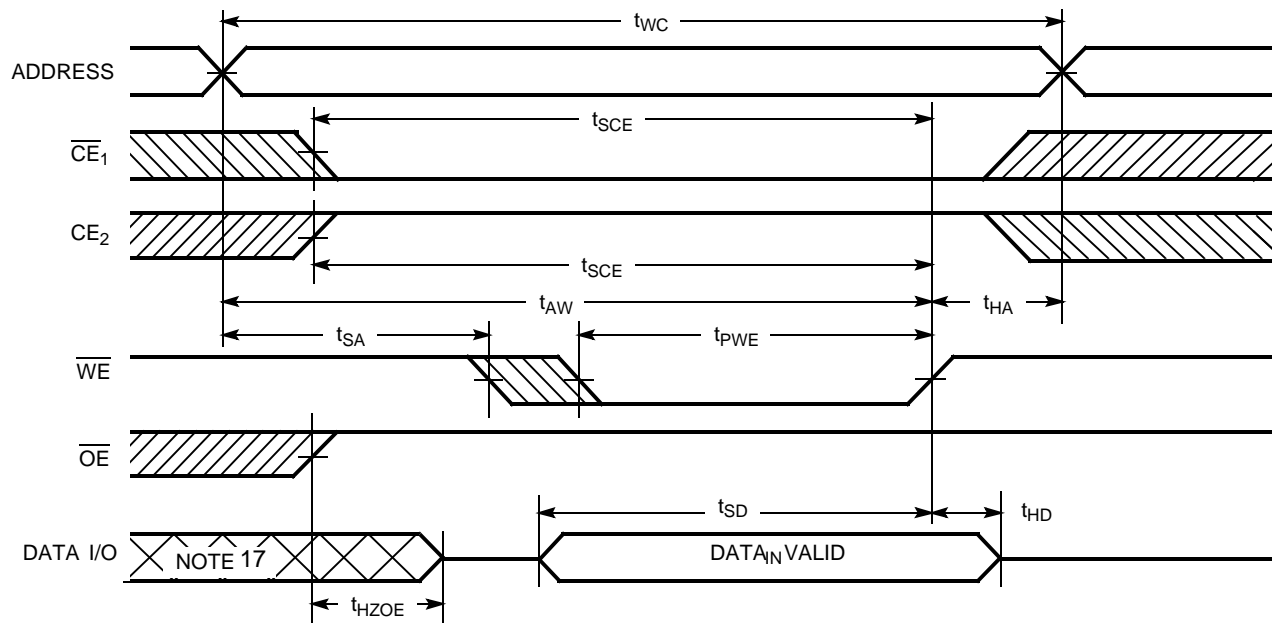 tWC
ADDRESS
tSCE
CE1
CE2
tSCE
tAW
tHA
tSA
tPWE
WE
OE
tSD
tHD
DATA I/O
NOTE 17
DATAIN VALID
tHZOE